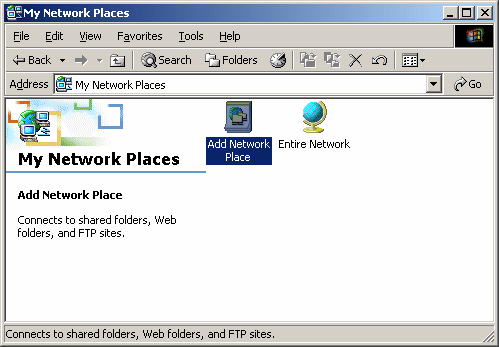 My Network Places
File Edit View Favorites Tools Help
Back Search Folders
Address My Network Places Go
My Network Places
Add Network Place
Connects to shared folders, Web
folders, and FTP sites.
Add Network
Place
Entire Network
Connects to shared folders, Web folders, and FTP sites.